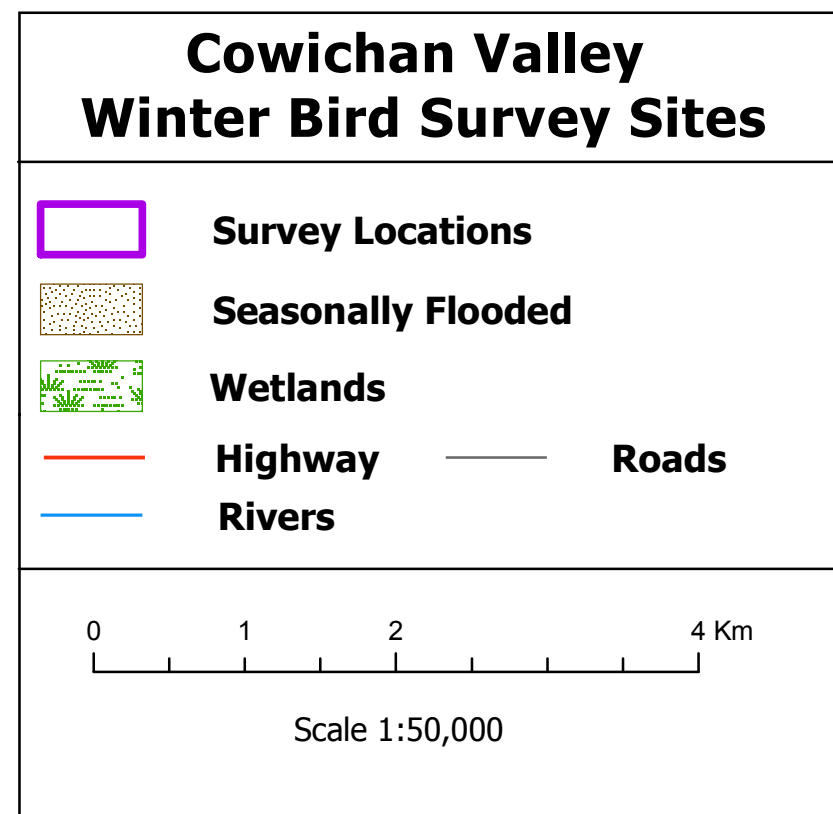 Cowichan Valley
Winter Bird Survey Sites
Survey Locations
Seasonally Flooded
Wetlands
Highway Roads
Rivers
0 1 2 4 Km
Scale 1:50,000